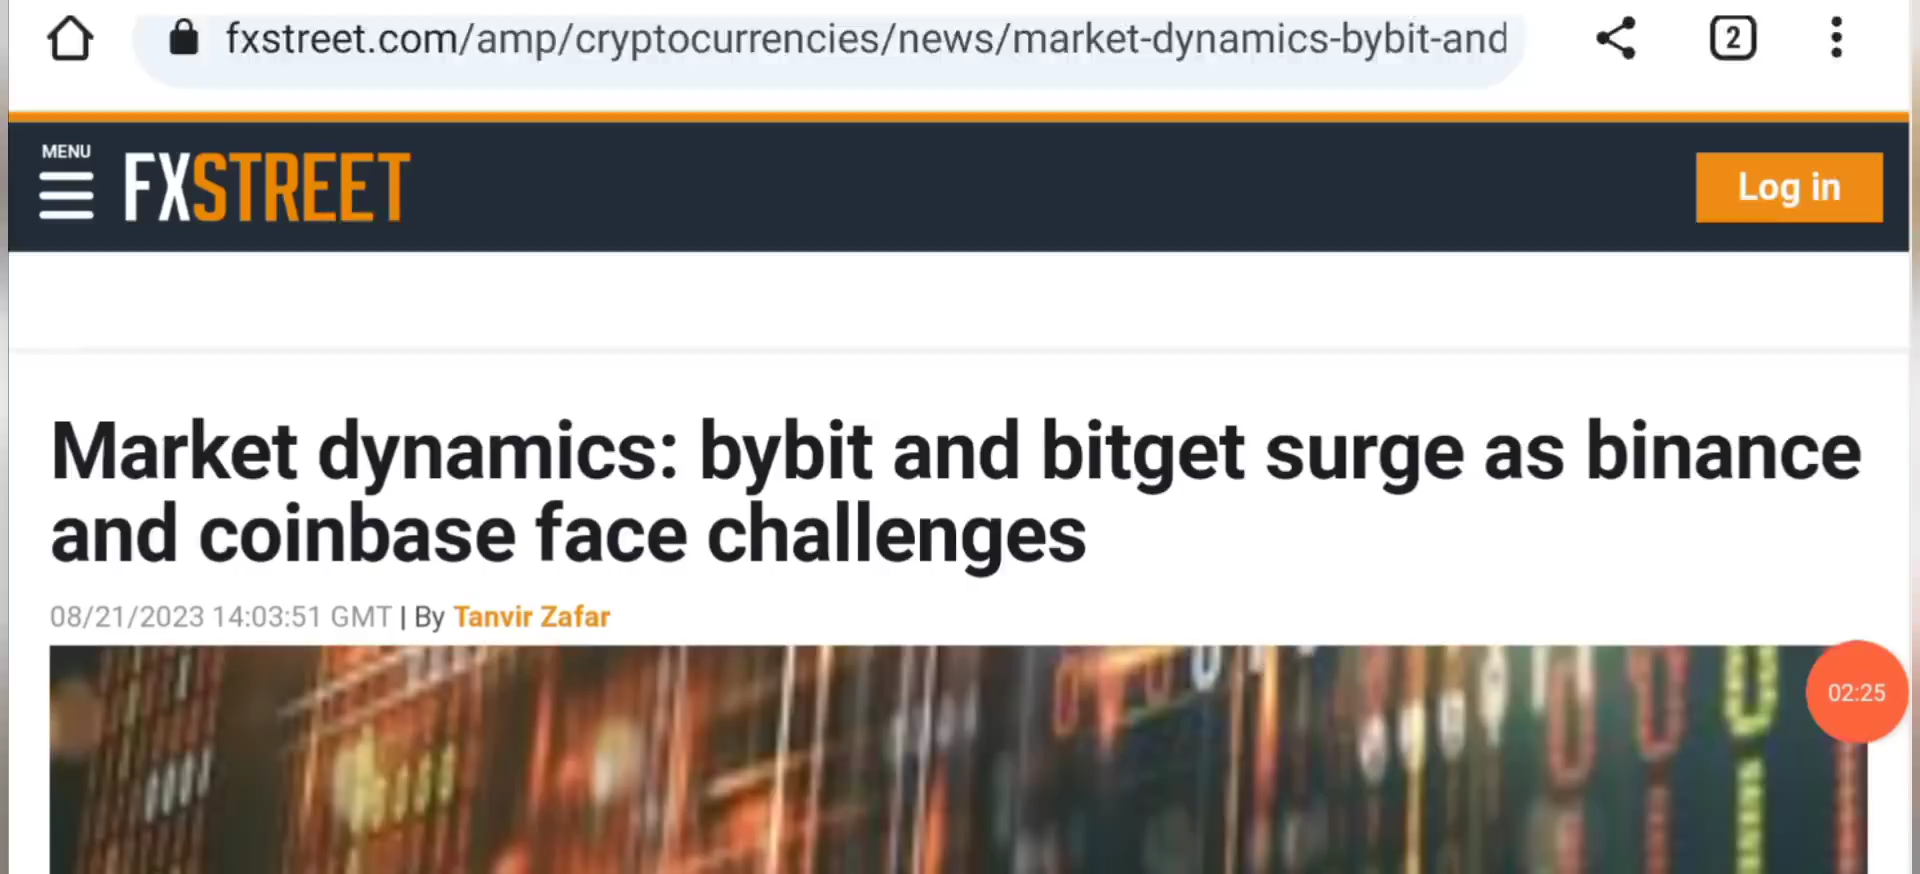 fxstreet.com/amp/cryptocurrencies/news/market-dynamics-bybit-and
2
MENU
FXSTREET
Log in
Market dynamics: bybit and bitget surge as binance
and coinbase face challenges
08/21/2023 14:03:51 GMT | By Tanvir Zafar
02:25